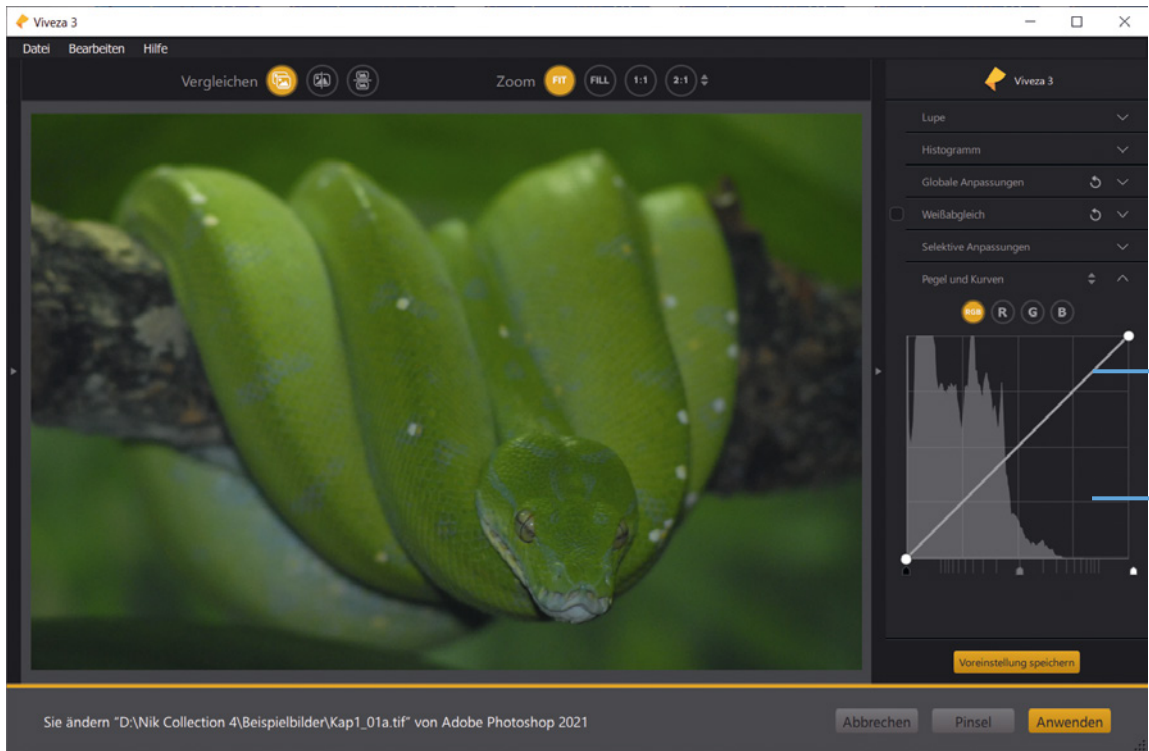 Viveza 3
Datei Bearbeiten Hilfe
Vergleichen Zoom FIT FILL 1:1 2:1
Viveza 3
Lupe
Histogramm
Globale Anpassungen
Weißabgleich
Selektive Anpassungen
Pegel und Kurven
RGB R G B
Voreinstellung speichern
Sie ändern "D:\Nik Collection 4\Beispielbilder\Kap1_01a.tif" von Adobe Photoshop 2021
Abbrechen Pinsel Anwenden